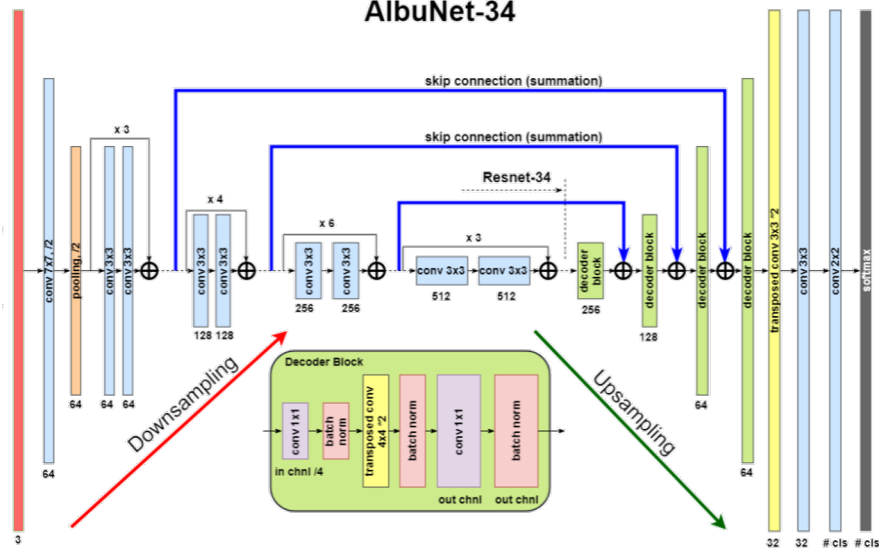 AlbuNet-34
skip connection (summation)
skip connection (summation)
Resnet-34
x 3
x 4
x 6
x 3
conv 7x7, /2
pooling, /2
conv 3x3
conv 3x3
conv 3x3
conv 3x3
conv 3x3
conv 3x3
conv 3x3
conv 3x3
decoder block
decoder block
decoder block
decoder block
transposed conv 3x3 *2
conv 3x3
conv 2x2
softmax
3
64
64
64
64
128
128
256
256
512
512
256
128
64
64
32
32
# cls
# cls
Downsampling
Upsampling
Decoder Block
conv 1x1
batch norm
transposed conv 4x4 *2
batch norm
conv 1x1
batch norm
in chnl /4
out chnl
out chnl